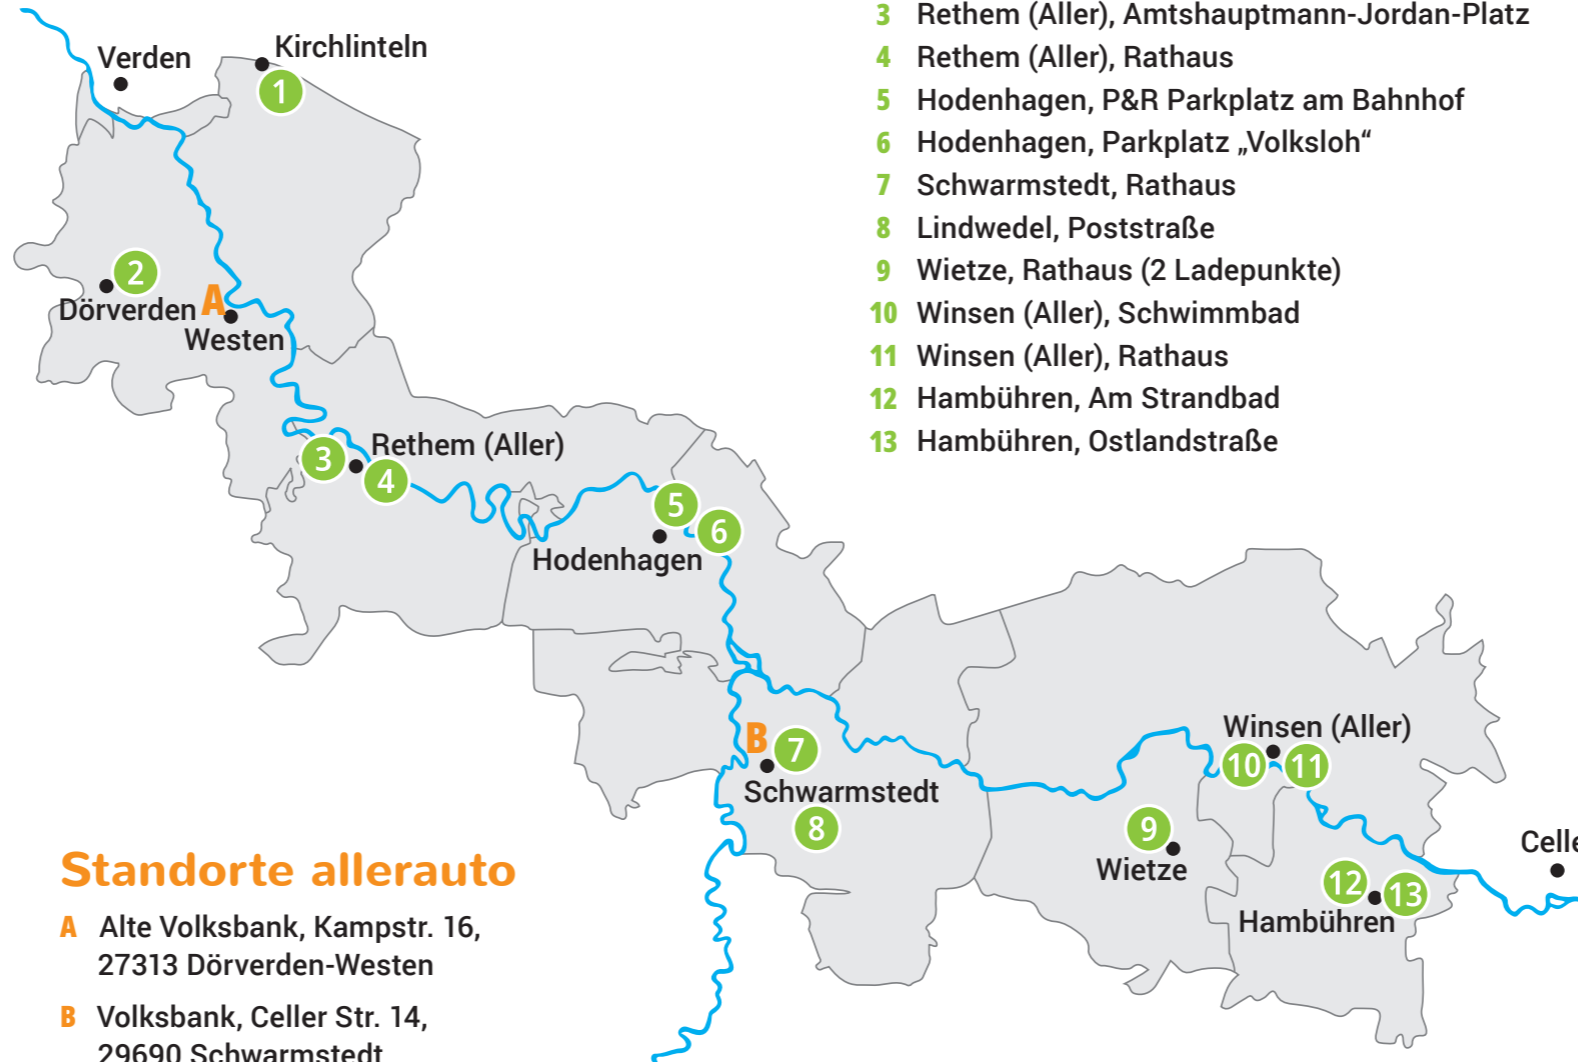 3 Rethem (Aller), Amtshauptmann-Jordan-Platz
4 Rethem (Aller), Rathaus
5 Hodenhagen, P&R Parkplatz am Bahnhof
6 Hodenhagen, Parkplatz „Volksloh“
7 Schwarmstedt, Rathaus
8 Lindwedel, Poststraße
9 Wietze, Rathaus (2 Ladepunkte)
10 Winsen (Aller), Schwimmbad
11 Winsen (Aller), Rathaus
12 Hambühren, Am Strandbad
13 Hambühren, Ostlandstraße
Verden
Kirchlinteln
1
2
Dörverden
A
Westen
3
Rethem (Aller)
4
5
6
Hodenhagen
B
7
Schwarmstedt
8
Winsen (Aller)
10
11
9
Wietze
Celle
12
13
Hambühren
Standorte allerauto
A Alte Volksbank, Kampstr. 16,
27313 Dörverden-Westen
B Volksbank, Celler Str. 14,
29690 Schwarmstedt